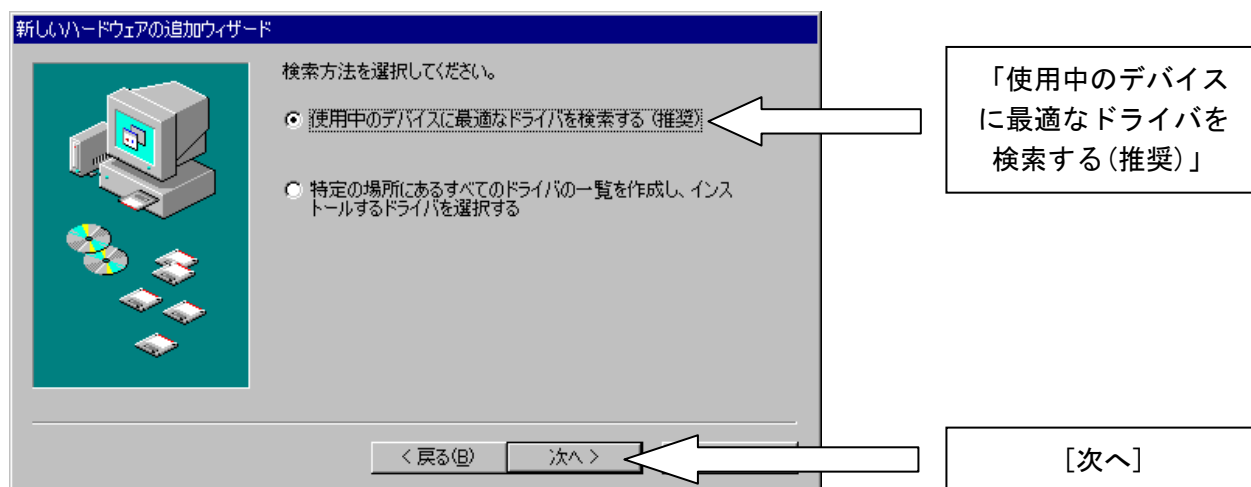 新しいハードウェアの追加ウィザード
検索方法を選択してください。
使用中のデバイスに最適なドライバを検索する (推奨)
特定の場所にあるすべてのドライバの一覧を作成し、インス
トールするドライバを選択する
< 戻る(B)
次へ >
「使用中のデバイス
に最適なドライバを
検索する(推奨)」
[次へ]